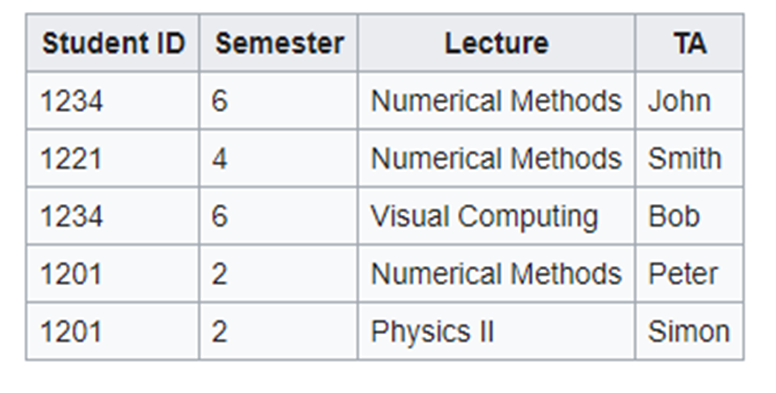 Student ID Semester Lecture TA
1234 6 Numerical Methods John
1221 4 Numerical Methods Smith
1234 6 Visual Computing Bob
1201 2 Numerical Methods Peter
1201 2 Physics II Simon